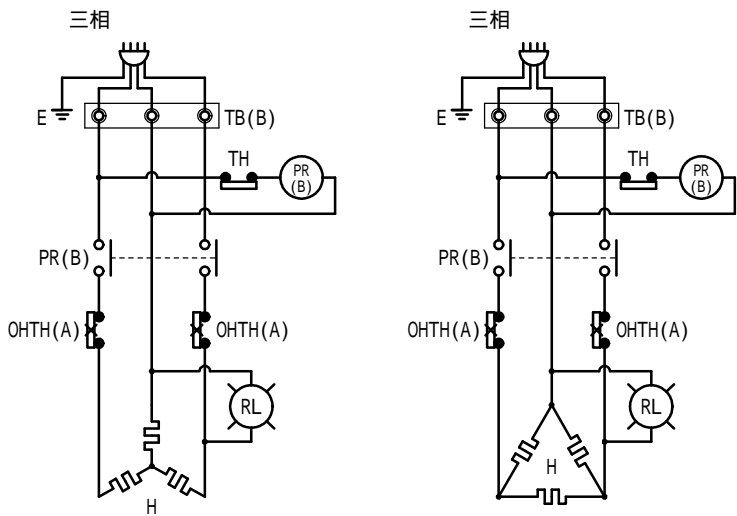 三相
三相
E
TB(B)
E
TB(B)
TH
PR
(B)
TH
PR
(B)
PR(B)
PR(B)
OHTH(A)
OHTH(A)
OHTH(A)
OHTH(A)
RL
RL
H
H